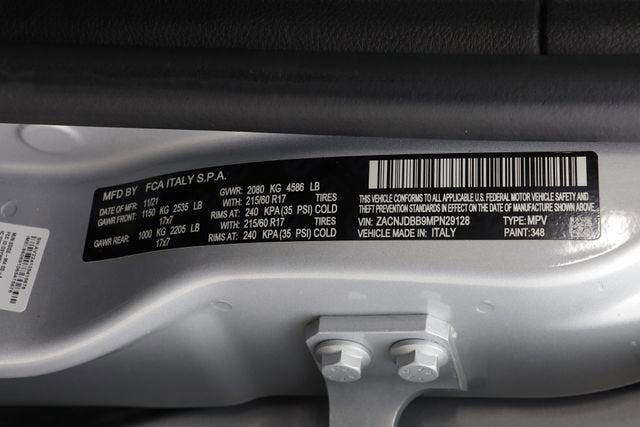 MFD BY FCA ITALY S.P.A.
DATE OF MFR: 11/21 GVWR: 2080 KG 4586 LB
GAWR FRONT: 1150 KG 2535 LB WITH: 215/60 R17 TIRES
17x7 RIMS AT: 240 KPA(35 PSI) COLD
GAWR REAR: 1000 KG 2205 LB WITH: 215/60 R17 TIRES
17x7 RIMS AT: 240 KPA(35 PSI) COLD
THIS VEHICLE CONFORMS TO ALL APPLICABLE U.S. FEDERAL MOTOR VEHICLE
SAFETY AND THEFT PREVENTION STANDARDS IN EFFECT ON THE DATE OF MANUFACTURE SHOWN ABOVE.
VIN: ZACNJDBB9MPN29128 TYPE: MPV
VEHICLE MADE IN: ITALY PAINT: 348